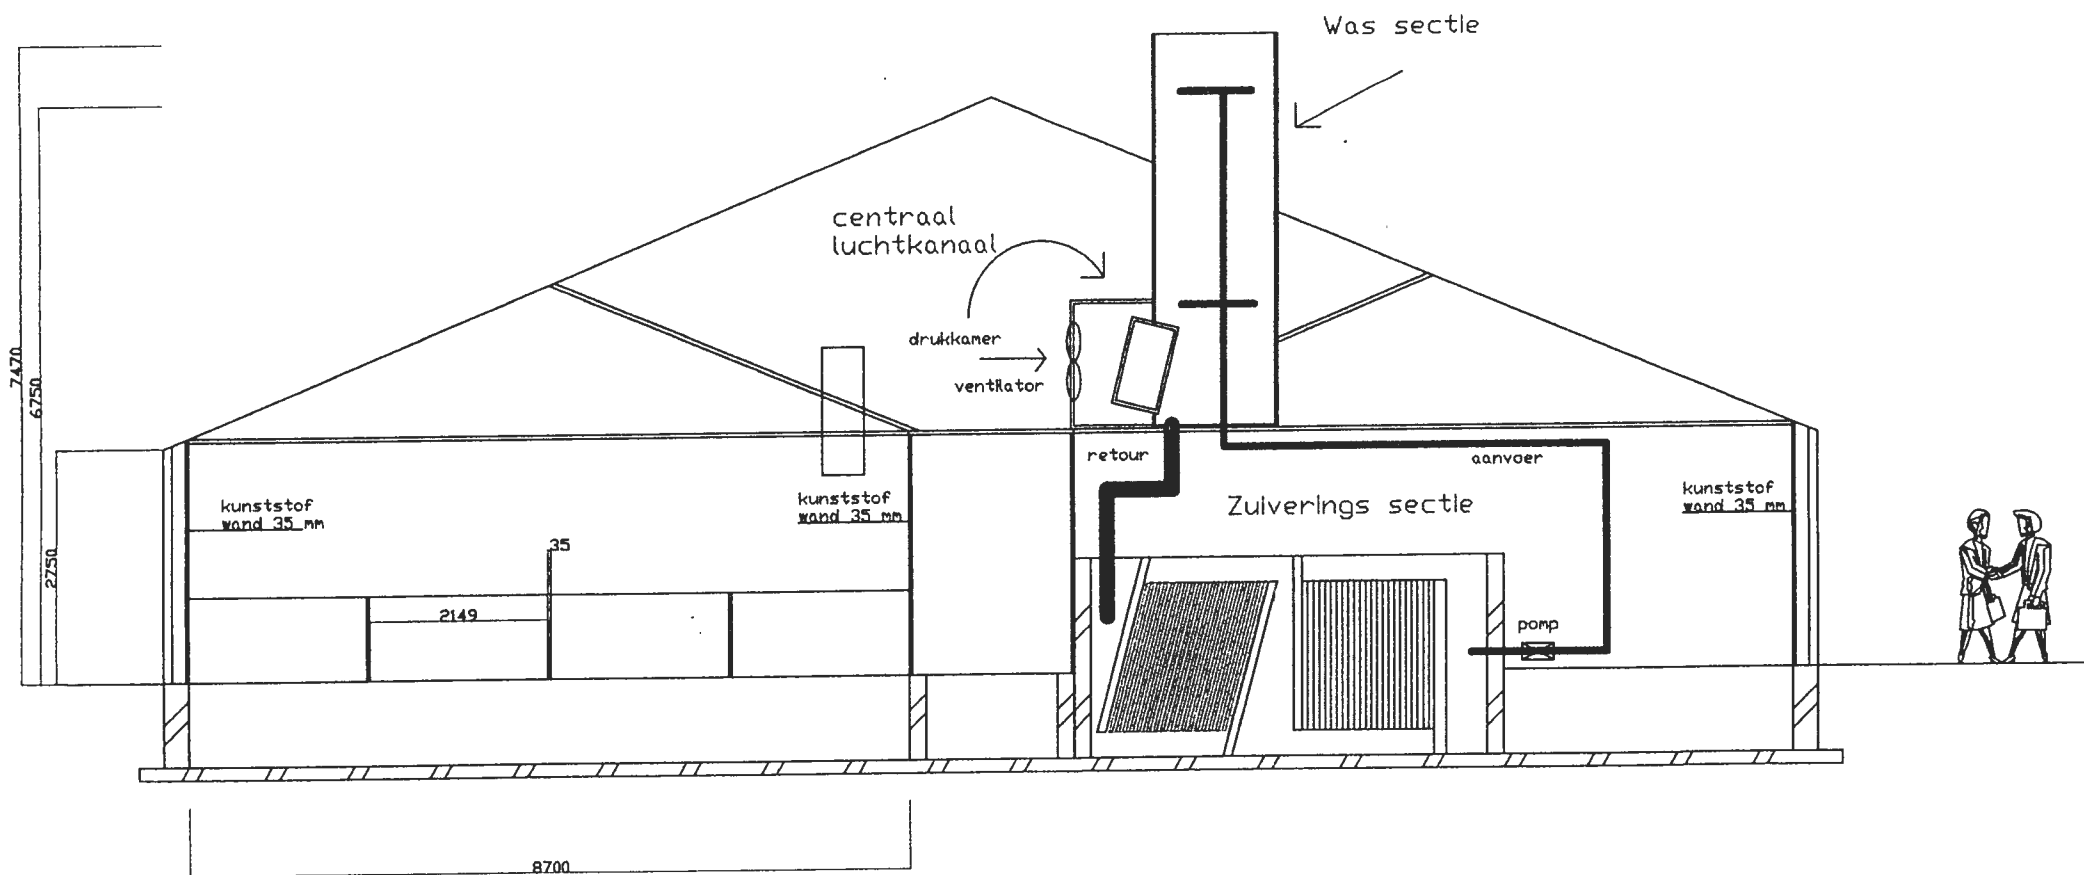 Was sectie
centraal
luchtkanaal
drukkamer
ventilator
7470
6750
2750
retour
aanvoer
kunststof
wand 35 mm
kunststof
wand 35 mm
Zuiverings sectie
kunststof
wand 35 mm
35
2149
pomp
8700